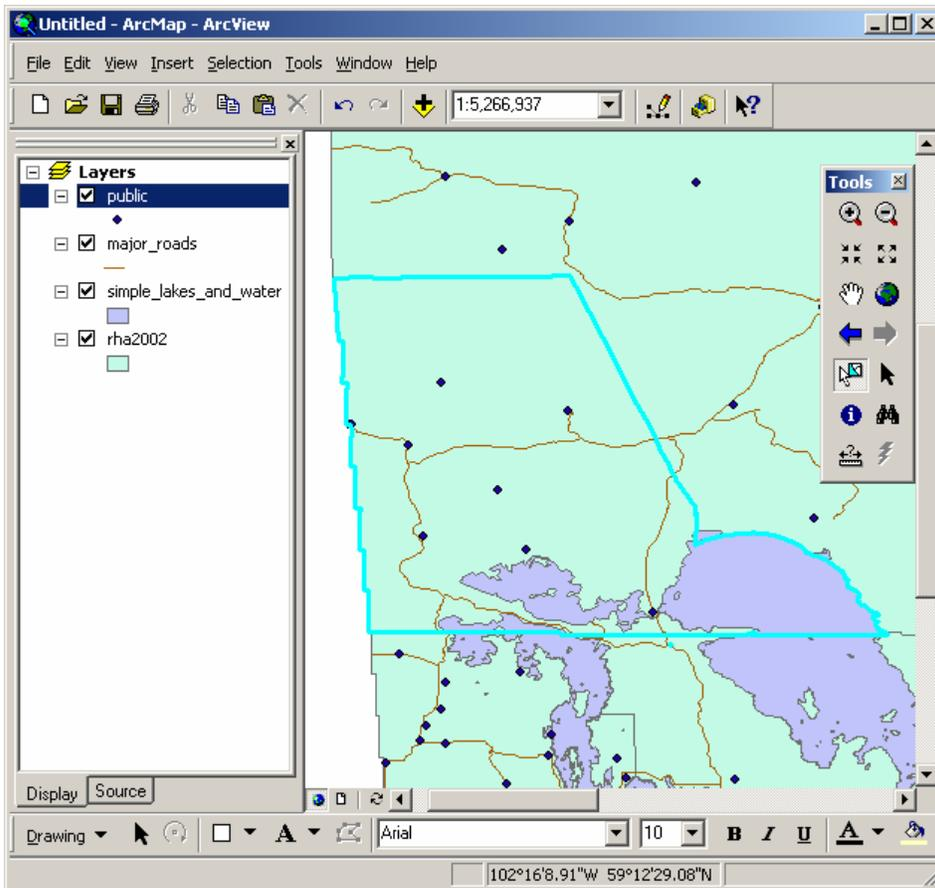 Untitled - ArcMap - ArcView
File Edit View Insert Selection Tools Window Help
1:5,266,937
Layers
public
major_roads
simple_lakes_and_water
rha2002
Tools
Display Source
Drawing A Arial 10 B I U A
102°16'8.91"W 59°12'29.08"N